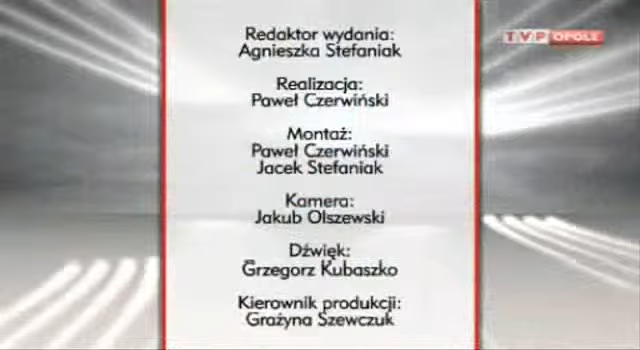 Redaktor wydania:
Agnieszka Stefaniak
TVP OPOLE
Realizacja:
Paweł Czerwiński
Montaż:
Paweł Czerwiński
Jacek Stefaniak
Kamera:
Jakub Olszewski
Dźwięk:
Grzegorz Kubaszko
Kierownik produkcji:
Grażyna Szewczuk